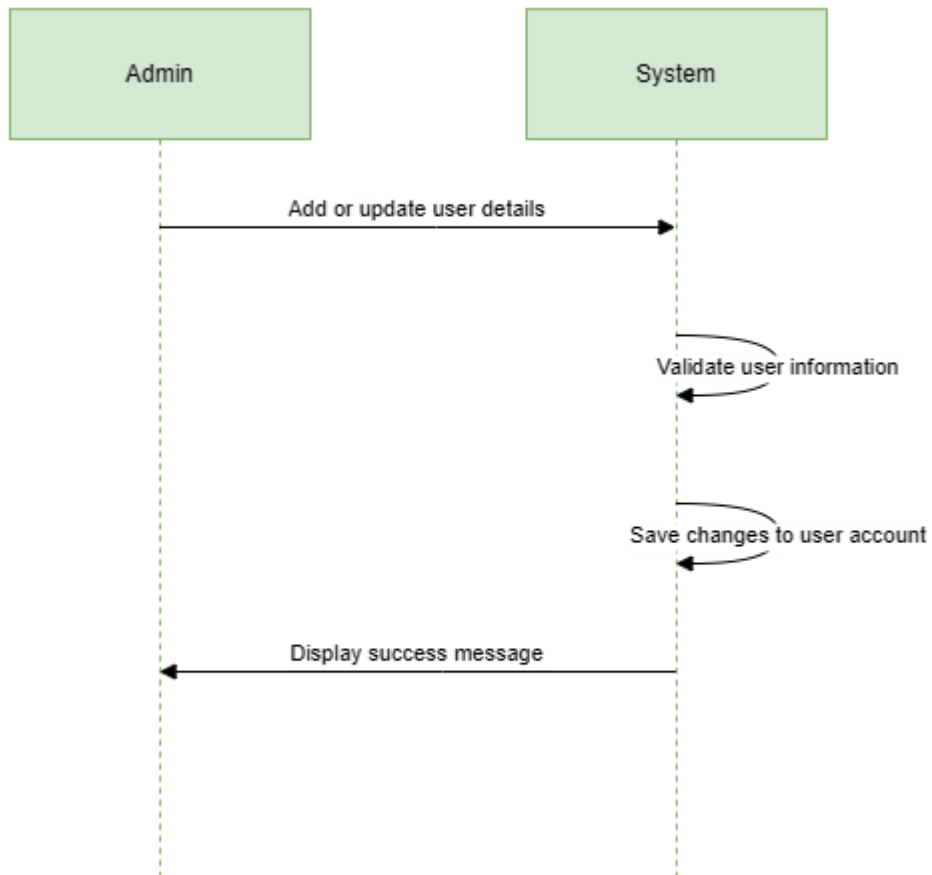 Admin
System
Add or update user details
Validate user information
Save changes to user account
Display success message